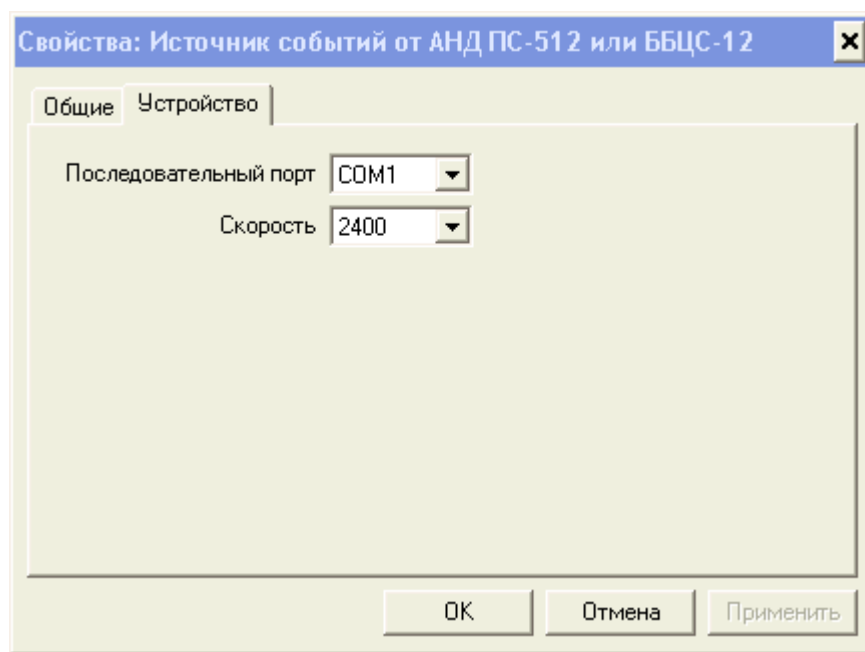 Свойства: Источник событий от АНД ПС-512 или ББЦС-12
Общие Устройство
Последовательный порт COM1
Скорость 2400
OK Отмена Применить